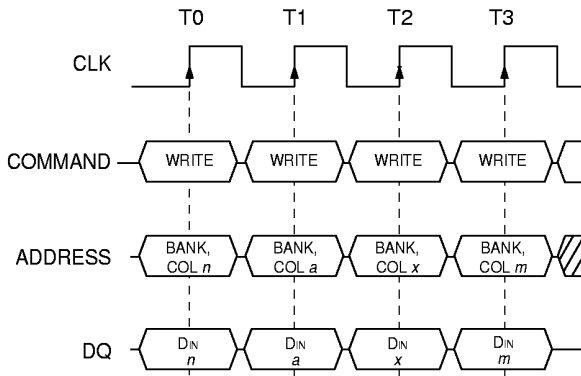 T0 T1 T2 T3
CLK
COMMAND WRITE WRITE WRITE WRITE
ADDRESS BANK, COL n BANK, COL a BANK, COL x BANK, COL m
DQ DIN n DIN a DIN x DIN m